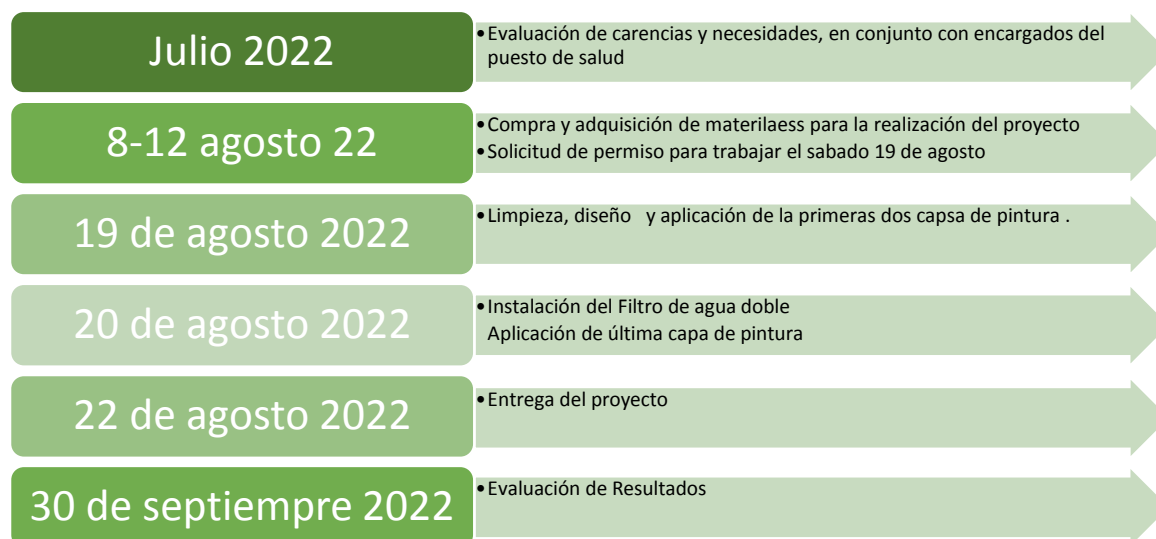 Julio 2022
•Evaluación de carencias y necesidades, en conjunto con encargados del
puesto de salud
8-12 agosto 22
•Compra y adquisición de materilaess para la realización del proyecto
•Solicitud de permiso para trabajar el sabado 19 de agosto
19 de agosto 2022
•Limpieza, diseño y aplicación de la primeras dos capsa de pintura .
20 de agosto 2022
•Instalación del Filtro de agua doble
Aplicación de última capa de pintura
22 de agosto 2022
•Entrega del proyecto
30 de septiembre 2022
•Evaluación de Resultados